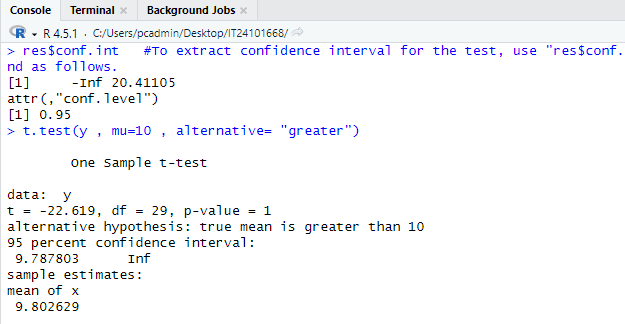 Console Terminal × Background Jobs ×
R 4.5.1 · C:/Users/pcadmin/Desktop/IT24101668/
> res$conf.int   #To extract confidence interval for the test, use "res$conf.
nd as follows.
[1]     -Inf 20.41105
attr(,"conf.level")
[1] 0.95
> t.test(y , mu=10 , alternative= "greater")
One Sample t-test
data:  y
t = -22.619, df = 29, p-value = 1
alternative hypothesis: true mean is greater than 10
95 percent confidence interval:
 9.787803      Inf
sample estimates:
mean of x
 9.802629